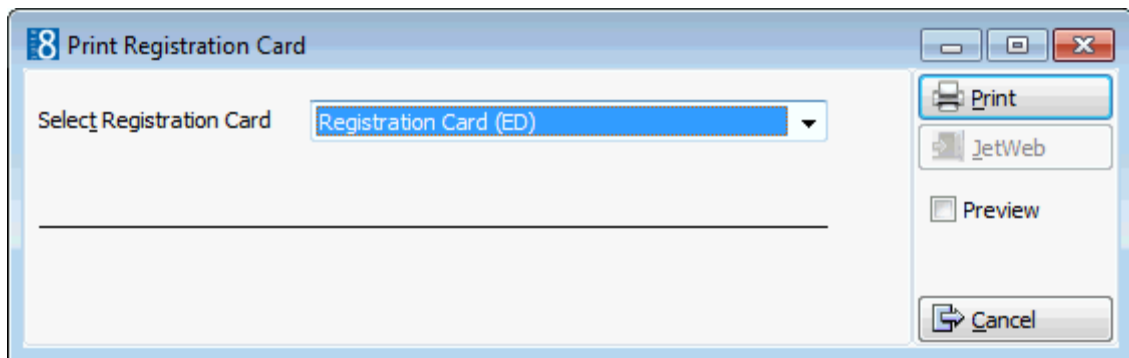 8 Print Registration Card
Select Registration Card
Registration Card (ED)
Print
JetWeb
Preview
Cancel